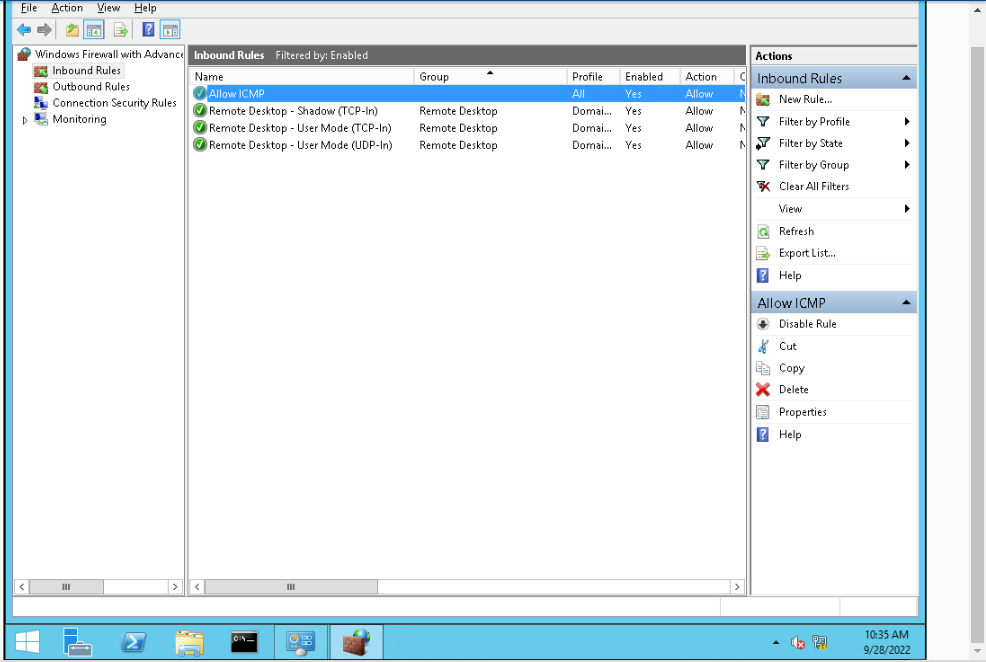 File Action View Help
Windows Firewall with Advance
Inbound Rules
Outbound Rules
Connection Security Rules
Monitoring
Inbound Rules Filtered by: Enabled
Name Group Profile Enabled Action
Allow ICMP All Yes Allow
Remote Desktop - Shadow (TCP-In) Remote Desktop Domai... Yes Allow
Remote Desktop - User Mode (TCP-In) Remote Desktop Domai... Yes Allow
Remote Desktop - User Mode (UDP-In) Remote Desktop Domai... Yes Allow
Actions
Inbound Rules
New Rule...
Filter by Profile
Filter by State
Filter by Group
Clear All Filters
View
Refresh
Export List...
Help
Allow ICMP
Disable Rule
Cut
Copy
Delete
Properties
Help
10:35 AM
9/28/2022